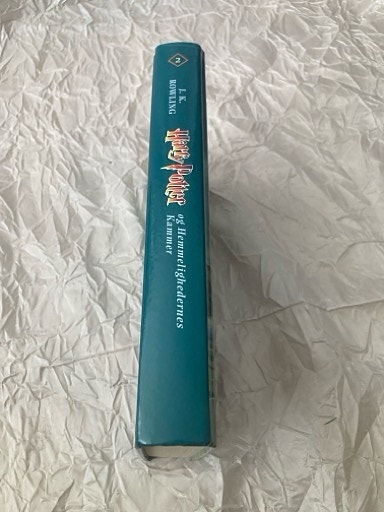 2
J. K.
ROWLING
Harry Potter
og Hemmelighedernes
Kammer